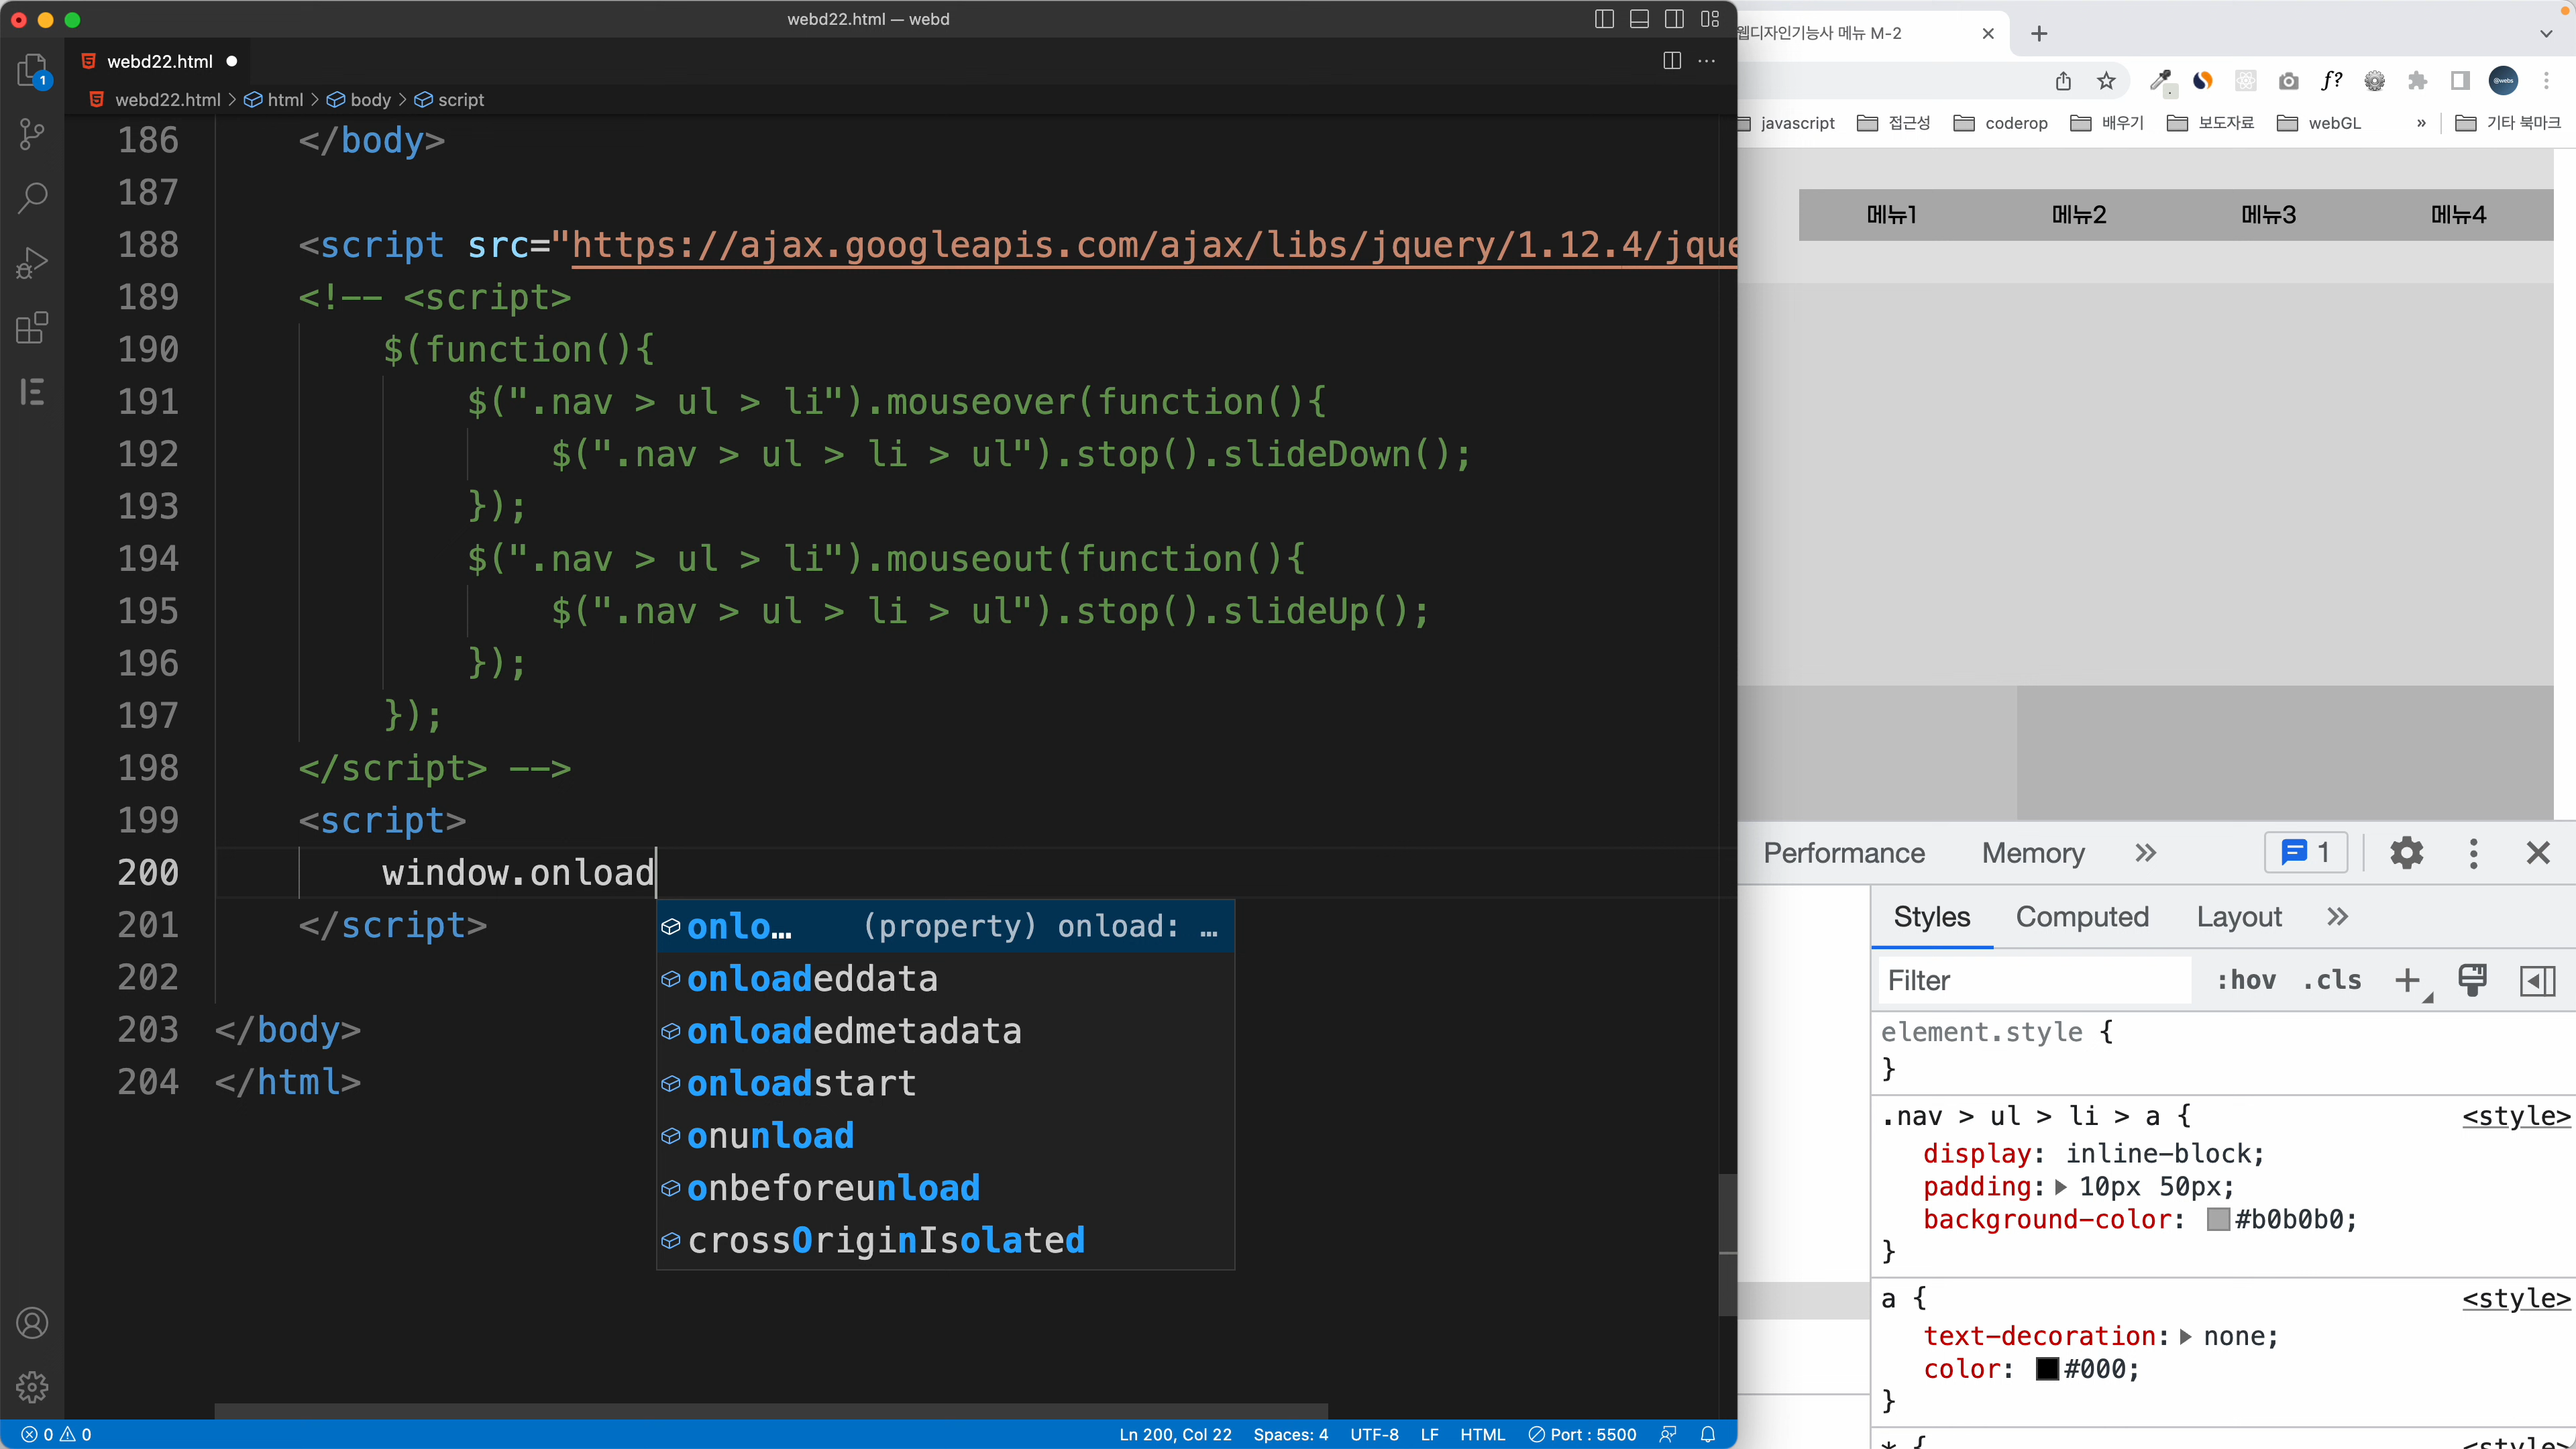 webd22.html — webd
webd22.html
webd22.html > html > body > script
186 </body>
187
188 <script src="https://ajax.googleapis.com/ajax/libs/jquery/1.12.4/jque
189 <!-- <script>
190 $(function(){
191 $(".nav > ul > li").mouseover(function(){
192 $(".nav > ul > li > ul").stop().slideDown();
193 });
194 $(".nav > ul > li").mouseout(function(){
195 $(".nav > ul > li > ul").stop().slideUp();
196 });
197 });
198 </script> -->
199 <script>
200 window.onload
201 </script>
202
203 </body>
204 </html>
onlo… (property) onload: …
onloadeddata
onloadedmetadata
onloadstart
onunload
onbeforeunload
crossOriginIsolated
1
0 0
Ln 200, Col 22 Spaces: 4 UTF-8 LF HTML Port : 5500
웹디자인기능사 메뉴 M-2
f?
javascript 접근성 coderop 배우기 보도자료 webGL » 기타 북마크
메뉴1 메뉴2 메뉴3 메뉴4
Performance Memory » 1
Styles Computed Layout »
Filter :hov .cls +
element.style {
}
.nav > ul > li > a { <style>
display: inline-block;
padding: 10px 50px;
background-color: #b0b0b0;
}
a { <style>
text-decoration: none;
color: #000;
}
* { <style>